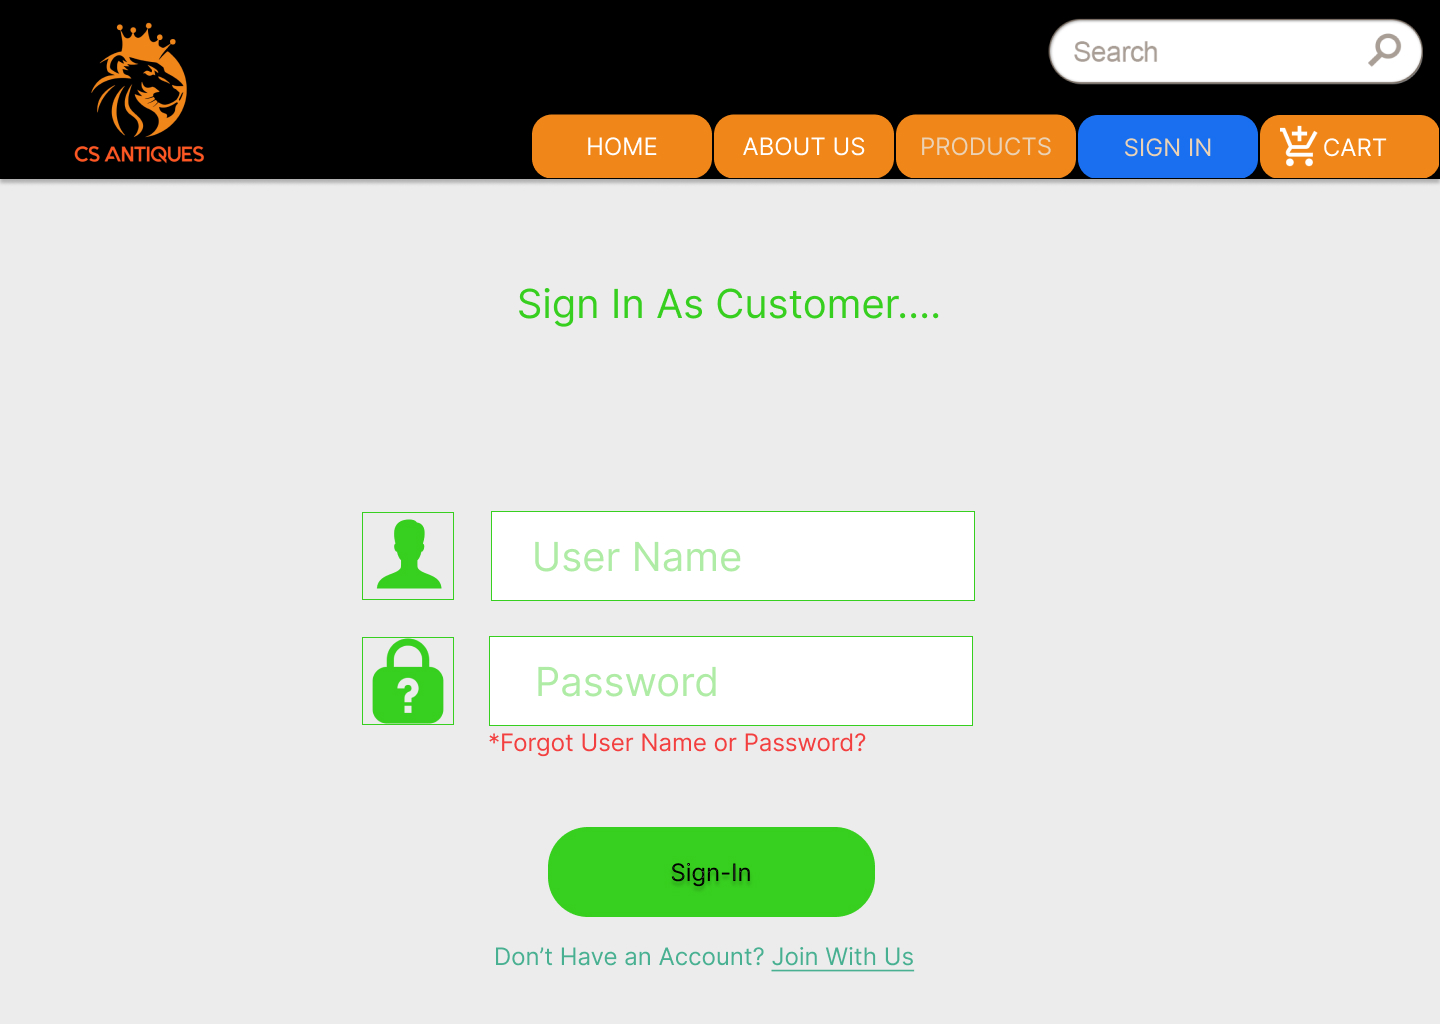 CS ANTIQUES
Search
HOME
ABOUT US
PRODUCTS
SIGN IN
CART
Sign In As Customer....
User Name
?
Password
*Forgot User Name or Password?
Sign-In
Don’t Have an Account? Join With Us